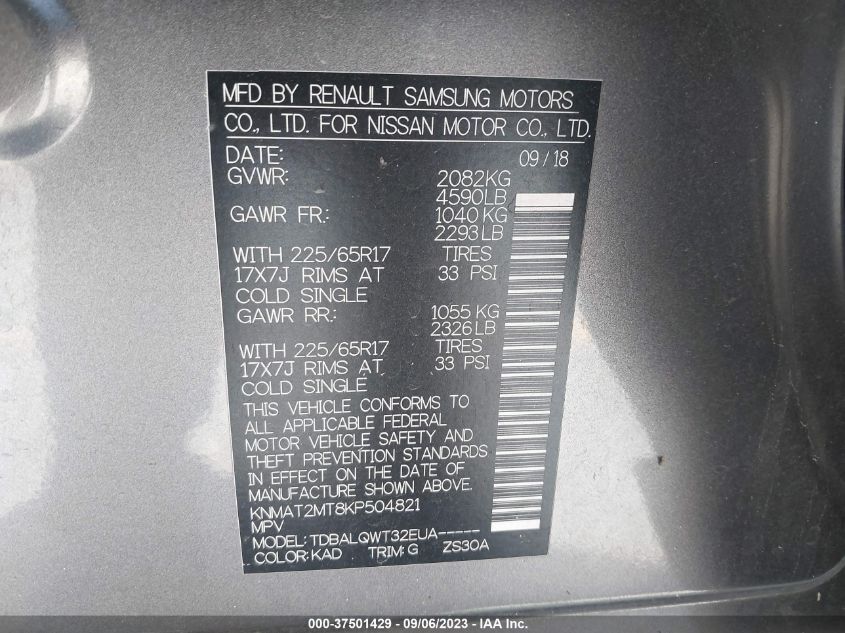 MFD BY RENAULT SAMSUNG MOTORS
CO., LTD. FOR NISSAN MOTOR CO., LTD.
DATE: 09/18
GVWR: 2082KG
4590LB
GAWR FR.: 1040KG
2293LB
WITH 225/65R17 TIRES
17X7J RIMS AT 33 PSI
COLD SINGLE
GAWR RR.: 1055 KG
2326LB
WITH 225/65R17 TIRES
17X7J RIMS AT 33 PSI
COLD SINGLE
THIS VEHICLE CONFORMS TO
ALL APPLICABLE FEDERAL
MOTOR VEHICLE SAFETY AND
THEFT PREVENTION STANDARDS
IN EFFECT ON THE DATE OF
MANUFACTURE SHOWN ABOVE.
KNMAT2MT8KP504821
MPV
MODEL: TDBALQWT32EUA-----
COLOR: KAD TRIM: G ZS30A
000-37501429 - 09/06/2023 - © IAA, Inc.